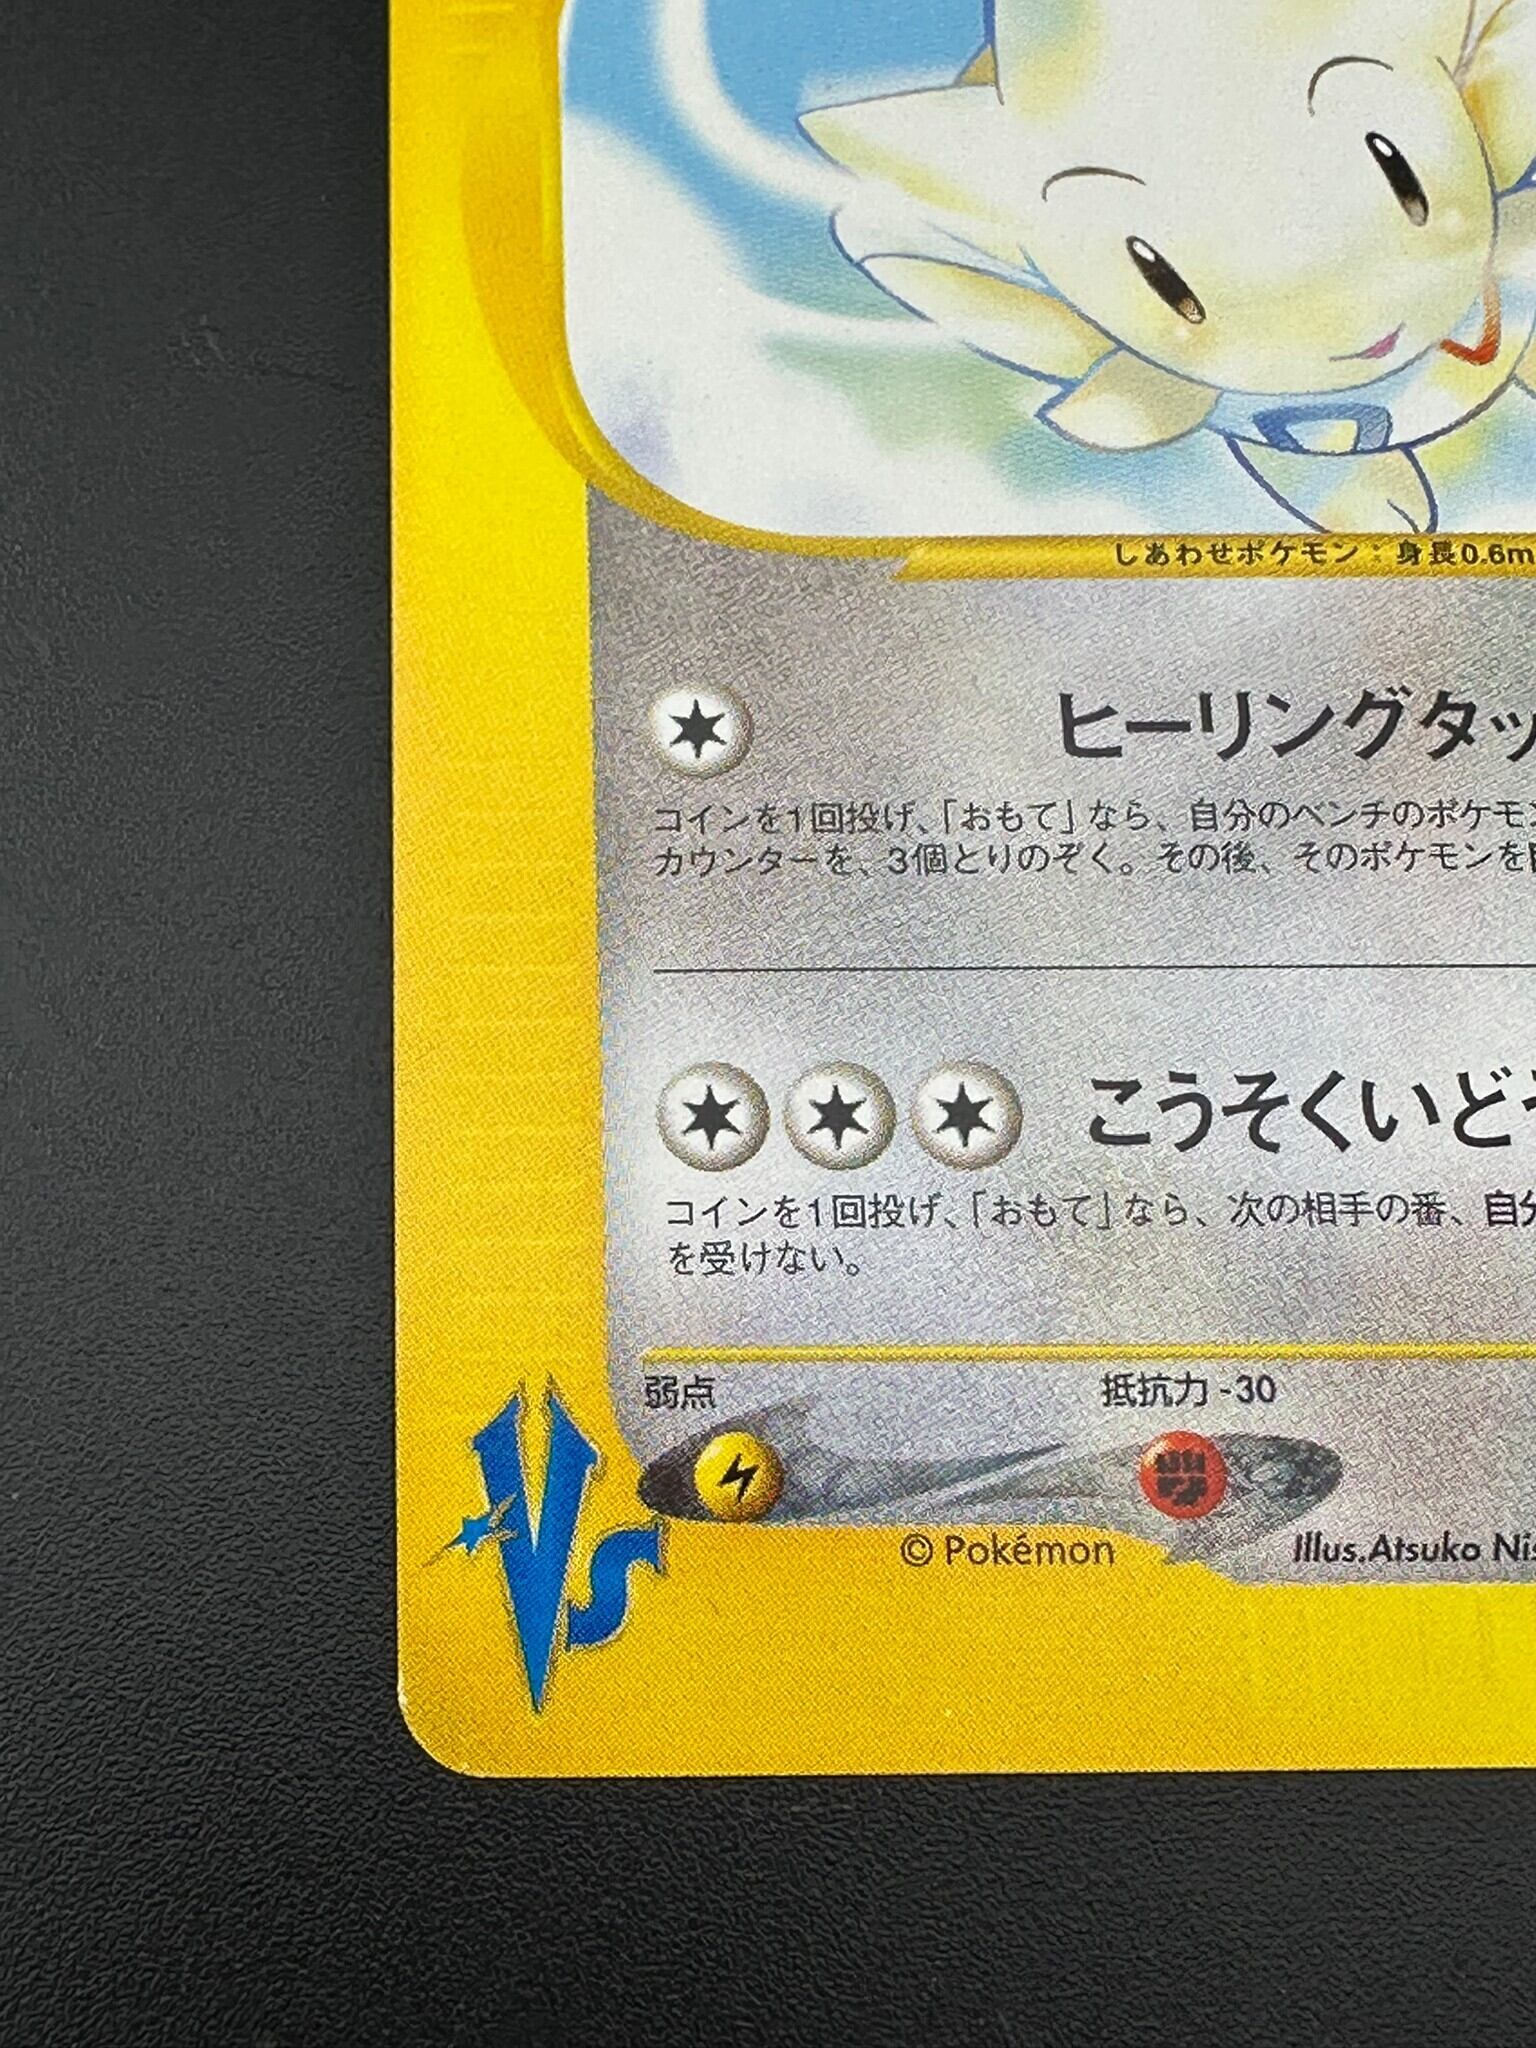 しあわせポケモン：身長0.6m
ヒーリングタッ
コインを1回投げ、「おもて」なら、自分のベンチのポケモン
カウンターを、3個とりのぞく。その後、そのポケモンを
こうそくいどう
コインを1回投げ、「おもて」なら、次の相手の番、自分
を受けない。
弱点 抵抗力 -30
VS
© Pokémon Illus.Atsuko Nis